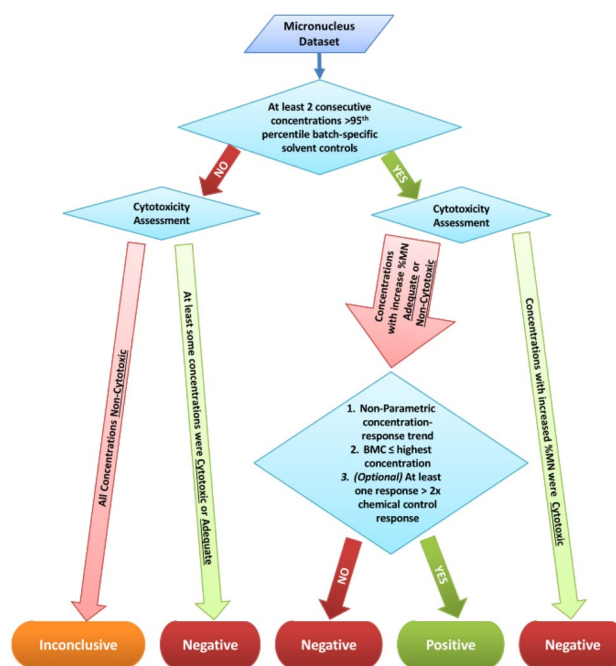 Micronucleus
Dataset
At least 2 consecutive
concentrations >95th
percentile batch-specific
solvent controls
NO
YES
Cytotoxicity
Assessment
Cytotoxicity
Assessment
All Concentrations Non-Cytotoxic
At least some concentrations were Cytotoxic or Adequate
Concentrations
with increase %MN
Adequate or
Non-Cytotoxic
Concentrations with increased %MN were Cytotoxic
1. Non-Parametric
concentration-
response trend
2. BMC ≤ highest
concentration
3. (Optional) At least
one response > 2x
chemical control
response
NO
YES
Inconclusive
Negative
Negative
Positive
Negative